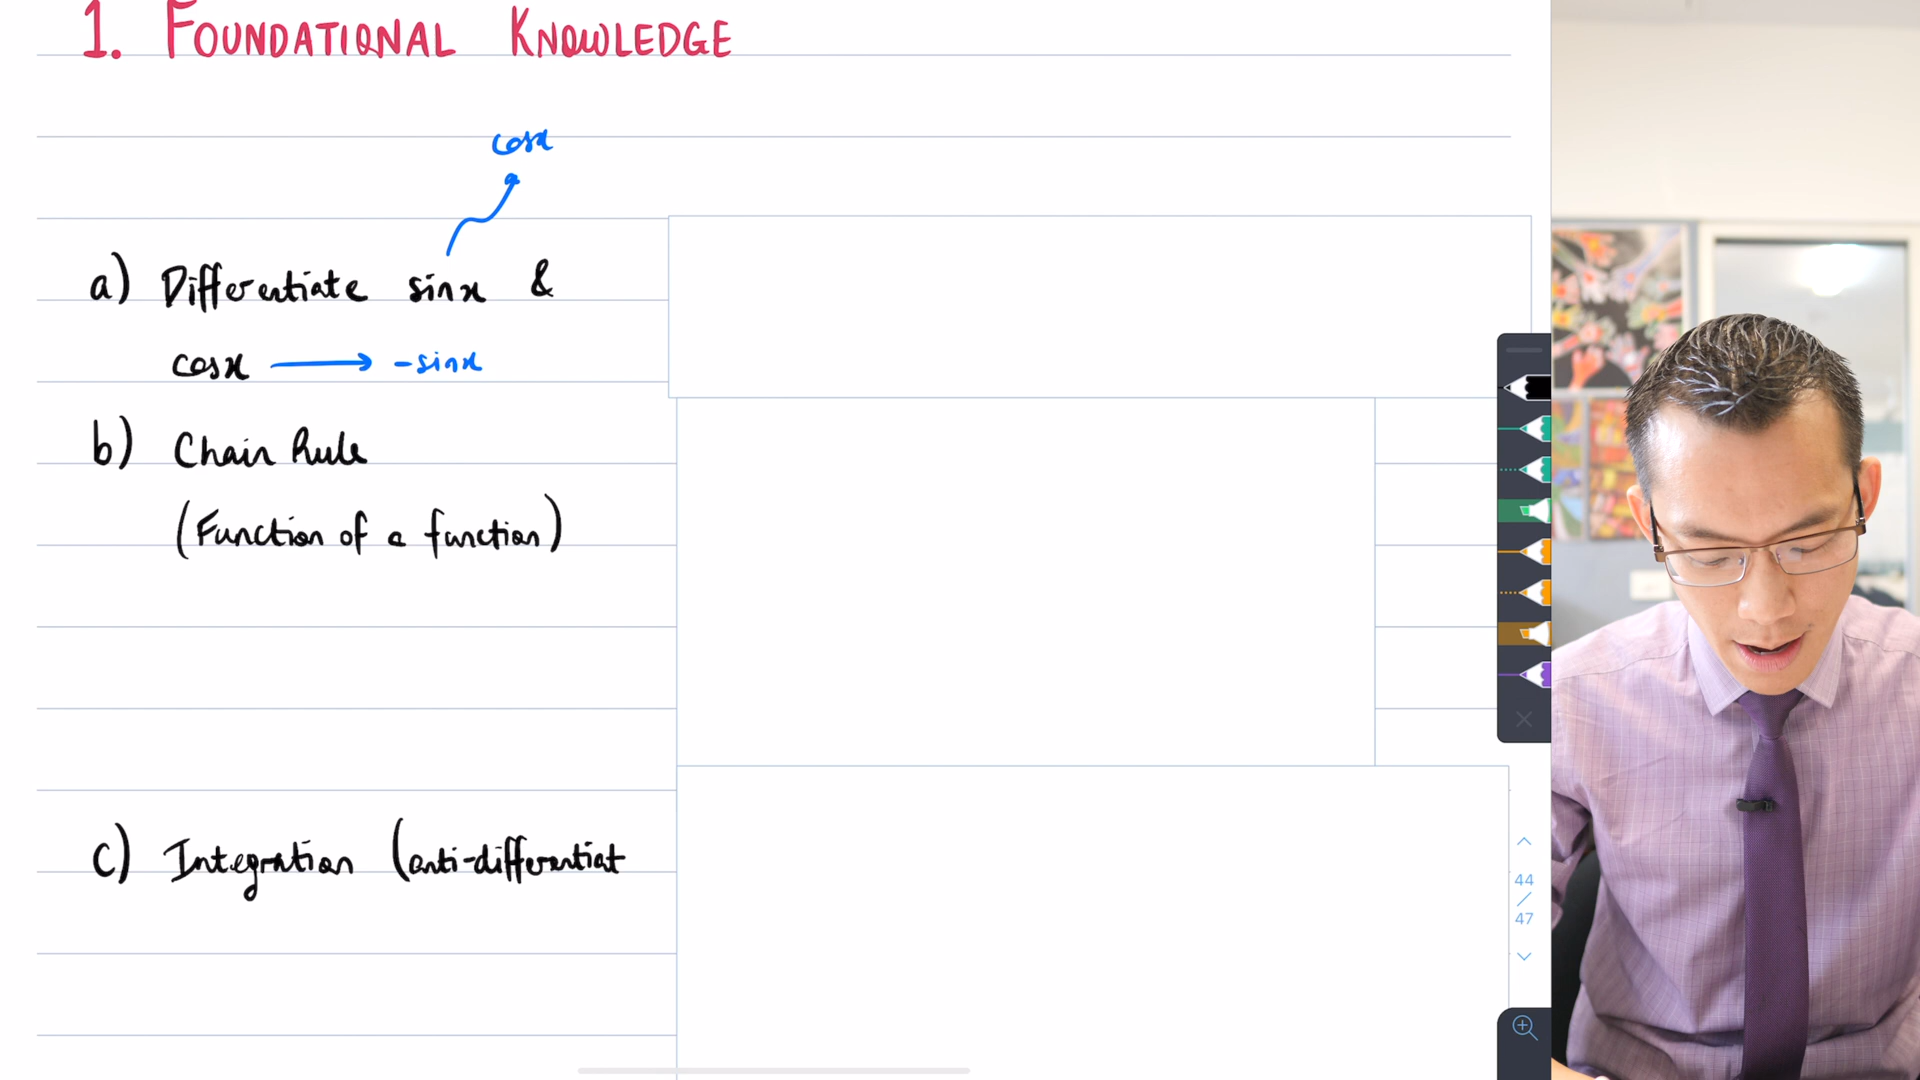 1. FOUNDATIONAL KNOWLEDGE
cosx
a) Differentiate sinx &
cosx → -sinx
b) Chain Rule
(Function of a function)
c) Integration (anti-differentiat
44
/
47